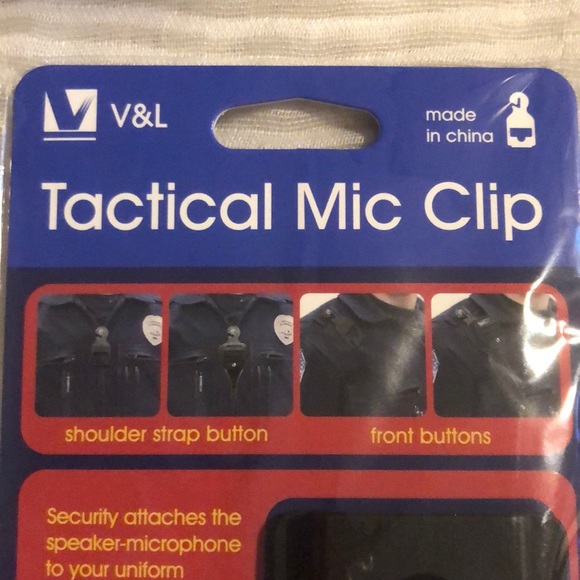 V&L
made
in china
Tactical Mic Clip
shoulder strap button
front buttons
Security attaches the
speaker-microphone
to your uniform